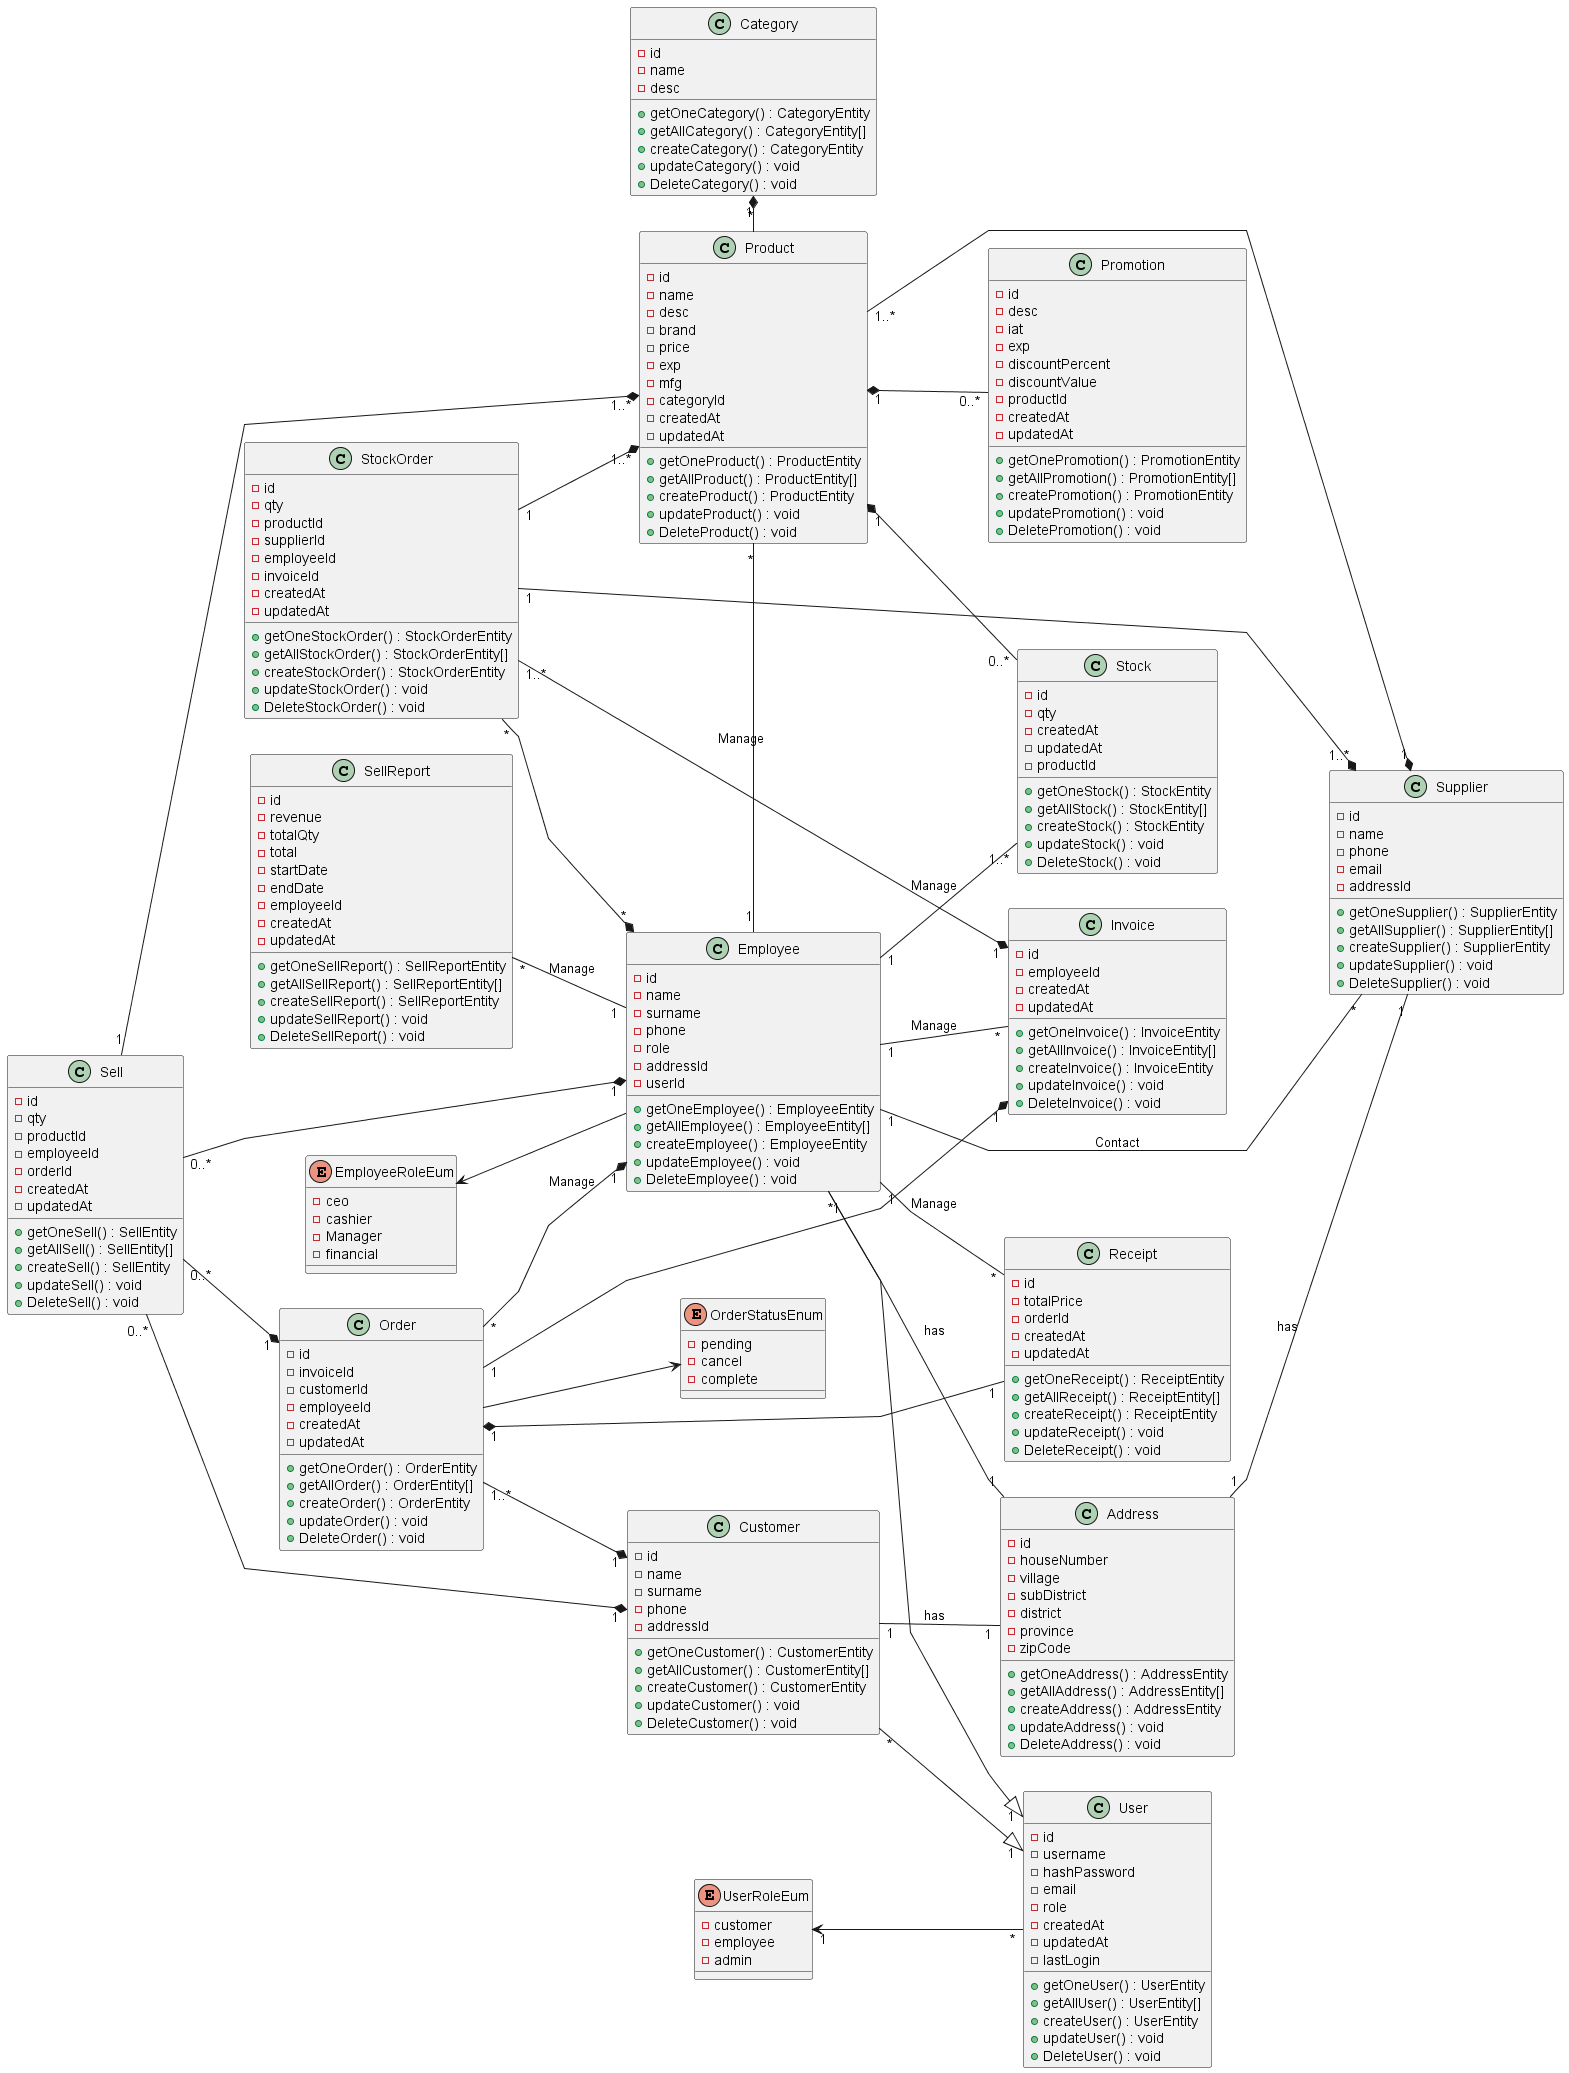 C Category
id
name
desc
getOneCategory() : CategoryEntity
getAllCategory() : CategoryEntity[]
createCategory() : CategoryEntity
updateCategory() : void
DeleteCategory() : void
1
*
C Product
id
name
desc
brand
price
exp
mfg
categoryId
createdAt
updatedAt
getOneProduct() : ProductEntity
getAllProduct() : ProductEntity[]
createProduct() : ProductEntity
updateProduct() : void
DeleteProduct() : void
1..*
1
1
1..*
1..*
*
C Promotion
id
desc
iat
exp
discountPercent
discountValue
productId
createdAt
updatedAt
getOnePromotion() : PromotionEntity
getAllPromotion() : PromotionEntity[]
createPromotion() : PromotionEntity
updatePromotion() : void
DeletePromotion() : void
0..*
C StockOrder
id
qty
productId
supplierId
employeeId
invoiceId
createdAt
updatedAt
getOneStockOrder() : StockOrderEntity
getAllStockOrder() : StockOrderEntity[]
createStockOrder() : StockOrderEntity
updateStockOrder() : void
DeleteStockOrder() : void
1
1
1..*
*
Manage
C Stock
id
qty
createdAt
updatedAt
productId
getOneStock() : StockEntity
getAllStock() : StockEntity[]
createStock() : StockEntity
updateStock() : void
DeleteStock() : void
0..*
1..*
Manage
C Supplier
id
name
phone
email
addressId
getOneSupplier() : SupplierEntity
getAllSupplier() : SupplierEntity[]
createSupplier() : SupplierEntity
updateSupplier() : void
DeleteSupplier() : void
1..*
1
*
1
C SellReport
id
revenue
totalQty
total
startDate
endDate
employeeId
createdAt
updatedAt
getOneSellReport() : SellReportEntity
getAllSellReport() : SellReportEntity[]
createSellReport() : SellReportEntity
updateSellReport() : void
DeleteSellReport() : void
*
Manage
1
C Employee
id
name
surname
phone
role
addressId
userId
getOneEmployee() : EmployeeEntity
getAllEmployee() : EmployeeEntity[]
createEmployee() : EmployeeEntity
updateEmployee() : void
DeleteEmployee() : void
*
1
1
1
1
1
1
1
*
1
Manage
Contact
Manage
C Invoice
id
employeeId
createdAt
updatedAt
getOneInvoice() : InvoiceEntity
getAllInvoice() : InvoiceEntity[]
createInvoice() : InvoiceEntity
updateInvoice() : void
DeleteInvoice() : void
1
*
1
C Sell
id
qty
productId
employeeId
orderId
createdAt
updatedAt
getOneSell() : SellEntity
getAllSell() : SellEntity[]
createSell() : SellEntity
updateSell() : void
DeleteSell() : void
1
0..*
0..*
0..*
E EmployeeRoleEum
ceo
cashier
Manager
financial
Manage
C Receipt
id
totalPrice
orderId
createdAt
updatedAt
getOneReceipt() : ReceiptEntity
getAllReceipt() : ReceiptEntity[]
createReceipt() : ReceiptEntity
updateReceipt() : void
DeleteReceipt() : void
*
1
C Order
id
invoiceId
customerId
employeeId
createdAt
updatedAt
getOneOrder() : OrderEntity
getAllOrder() : OrderEntity[]
createOrder() : OrderEntity
updateOrder() : void
DeleteOrder() : void
1
*
1
1
1..*
E OrderStatusEnum
pending
cancel
complete
has
has
C Customer
id
name
surname
phone
addressId
getOneCustomer() : CustomerEntity
getAllCustomer() : CustomerEntity[]
createCustomer() : CustomerEntity
updateCustomer() : void
DeleteCustomer() : void
1
1
1
*
has
C Address
id
houseNumber
village
subDistrict
district
province
zipCode
getOneAddress() : AddressEntity
getAllAddress() : AddressEntity[]
createAddress() : AddressEntity
updateAddress() : void
DeleteAddress() : void
1
1
1
C User
id
username
hashPassword
email
role
createdAt
updatedAt
lastLogin
getOneUser() : UserEntity
getAllUser() : UserEntity[]
createUser() : UserEntity
updateUser() : void
DeleteUser() : void
1
1
*
E UserRoleEum
customer
employee
admin
1